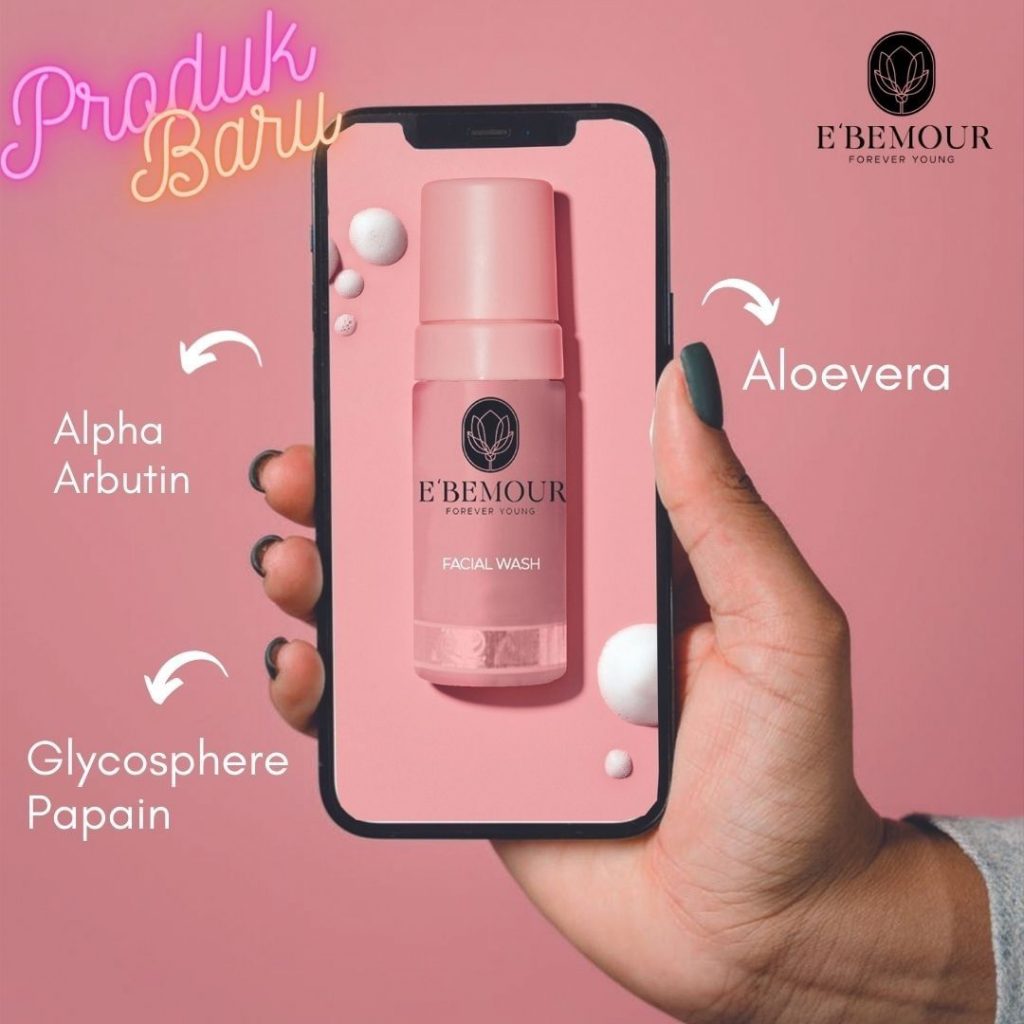 Produk
Baru
E'BEMOUR
FOREVER YOUNG
Aloevera
Alpha
Arbutin
E'BEMOUR
FOREVER YOUNG
FACIAL WASH
Glycosphere
Papain